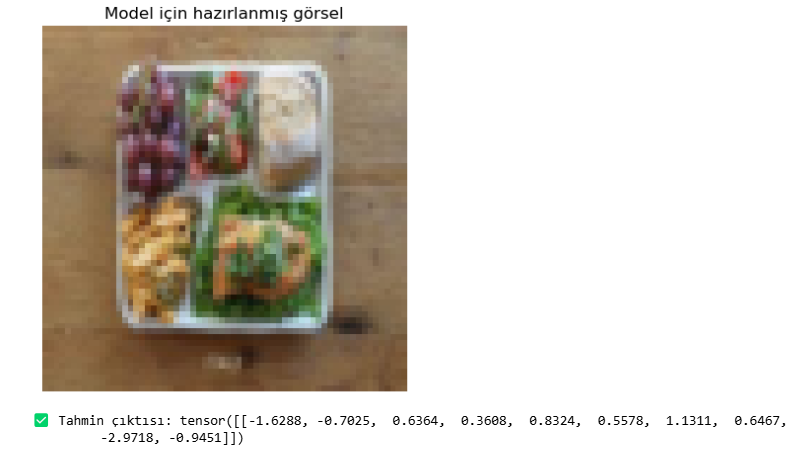 Model için hazırlanmış görsel
✅ Tahmin çıktısı: tensor([[-1.6288, -0.7025,  0.6364,  0.3608,  0.8324,  0.5578,  1.1311,  0.6467,
-2.9718, -0.9451]])